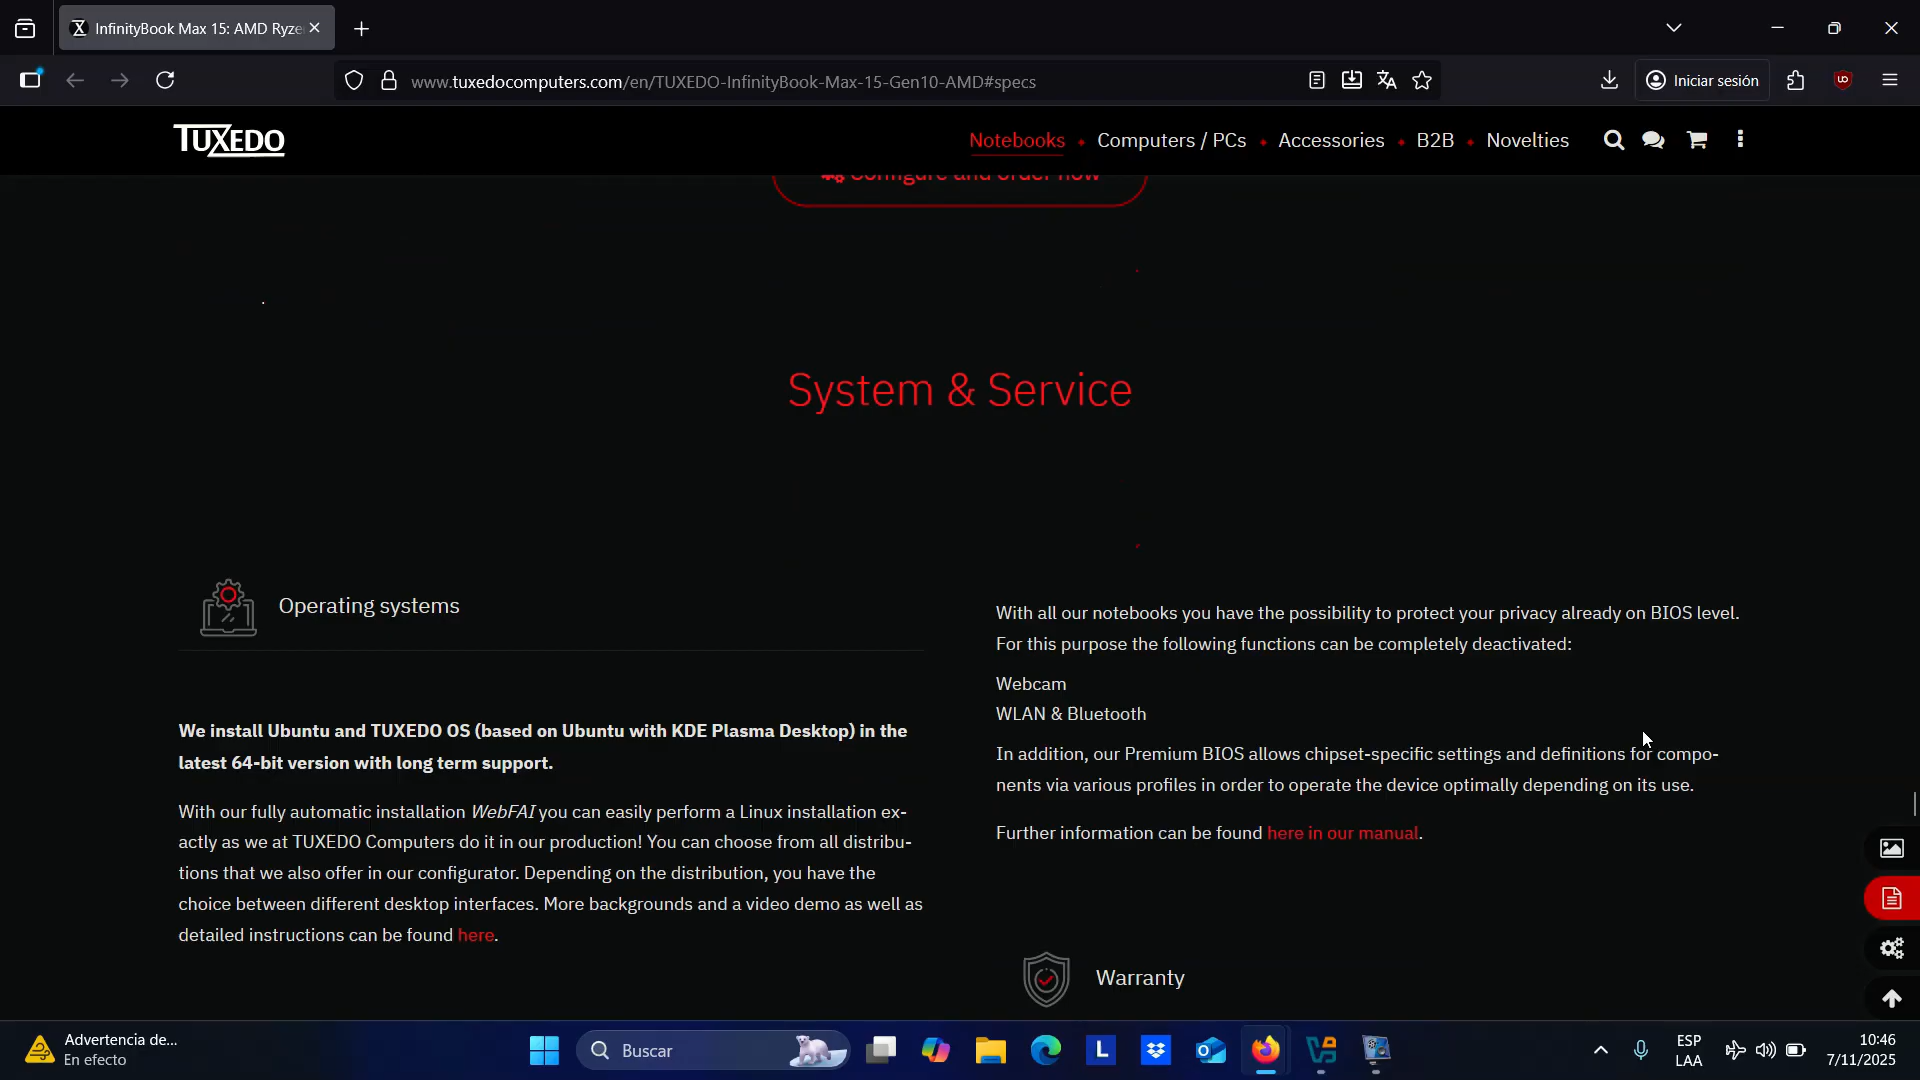 InfinityBook Max 15: AMD Ryze
www.tuxedocomputers.com/en/TUXEDO-InfinityBook-Max-15-Gen10-AMD#specs
Iniciar sesión
TUXEDO
Notebooks
Computers / PCs
Accessories
B2B
Novelties
Configure and order now
System & Service
Operating systems
We install Ubuntu and TUXEDO OS (based on Ubuntu with KDE Plasma Desktop) in the
latest 64-bit version with long term support.
With our fully automatic installation WebFAI you can easily perform a Linux installation ex-
actly as we at TUXEDO Computers do it in our production! You can choose from all distribu-
tions that we also offer in our configurator. Depending on the distribution, you have the
choice between different desktop interfaces. More backgrounds and a video demo as well as
detailed instructions can be found here.
With all our notebooks you have the possibility to protect your privacy already on BIOS level.
For this purpose the following functions can be completely deactivated:
Webcam
WLAN & Bluetooth
In addition, our Premium BIOS allows chipset-specific settings and definitions for compo-
nents via various profiles in order to operate the device optimally depending on its use.
Further information can be found here in our manual.
Warranty
Advertencia de...
En efecto
Buscar
L
ESP
LAA
10:46
7/11/2025